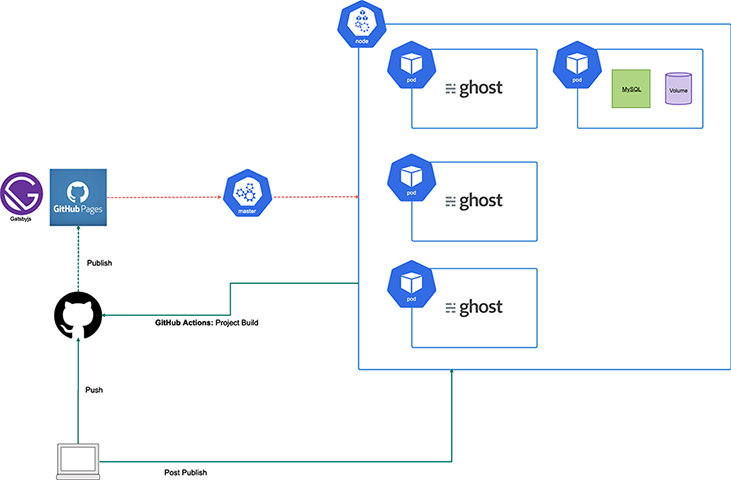 node
pod
ghost
pod
MySQL
Volume
pod
ghost
GitHub Pages
Gatsbyjs
master
Publish
pod
ghost
GitHub Actions: Project Build
Push
Post Publish